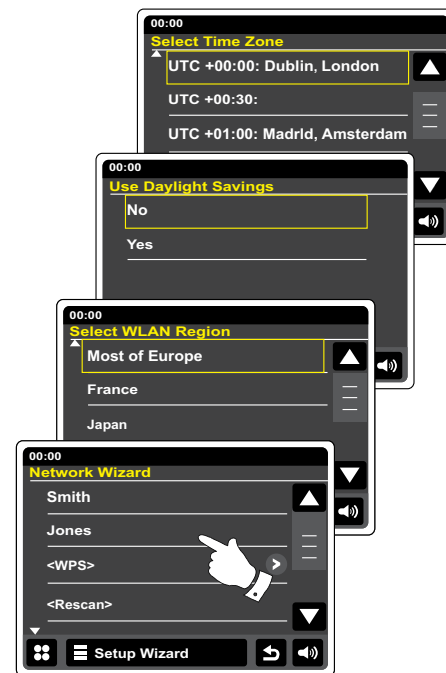 00:00
Select Time Zone
UTC +00:00: Dublin, London
UTC +00:30:
UTC +01:00: Madrid, Amsterdam
00:00
Use Daylight Savings
No
Yes
00:00
Select WLAN Region
Most of Europe
France
Japan
00:00
Network Wizard
Smith
Jones
<WPS>
<Rescan>
Setup Wizard